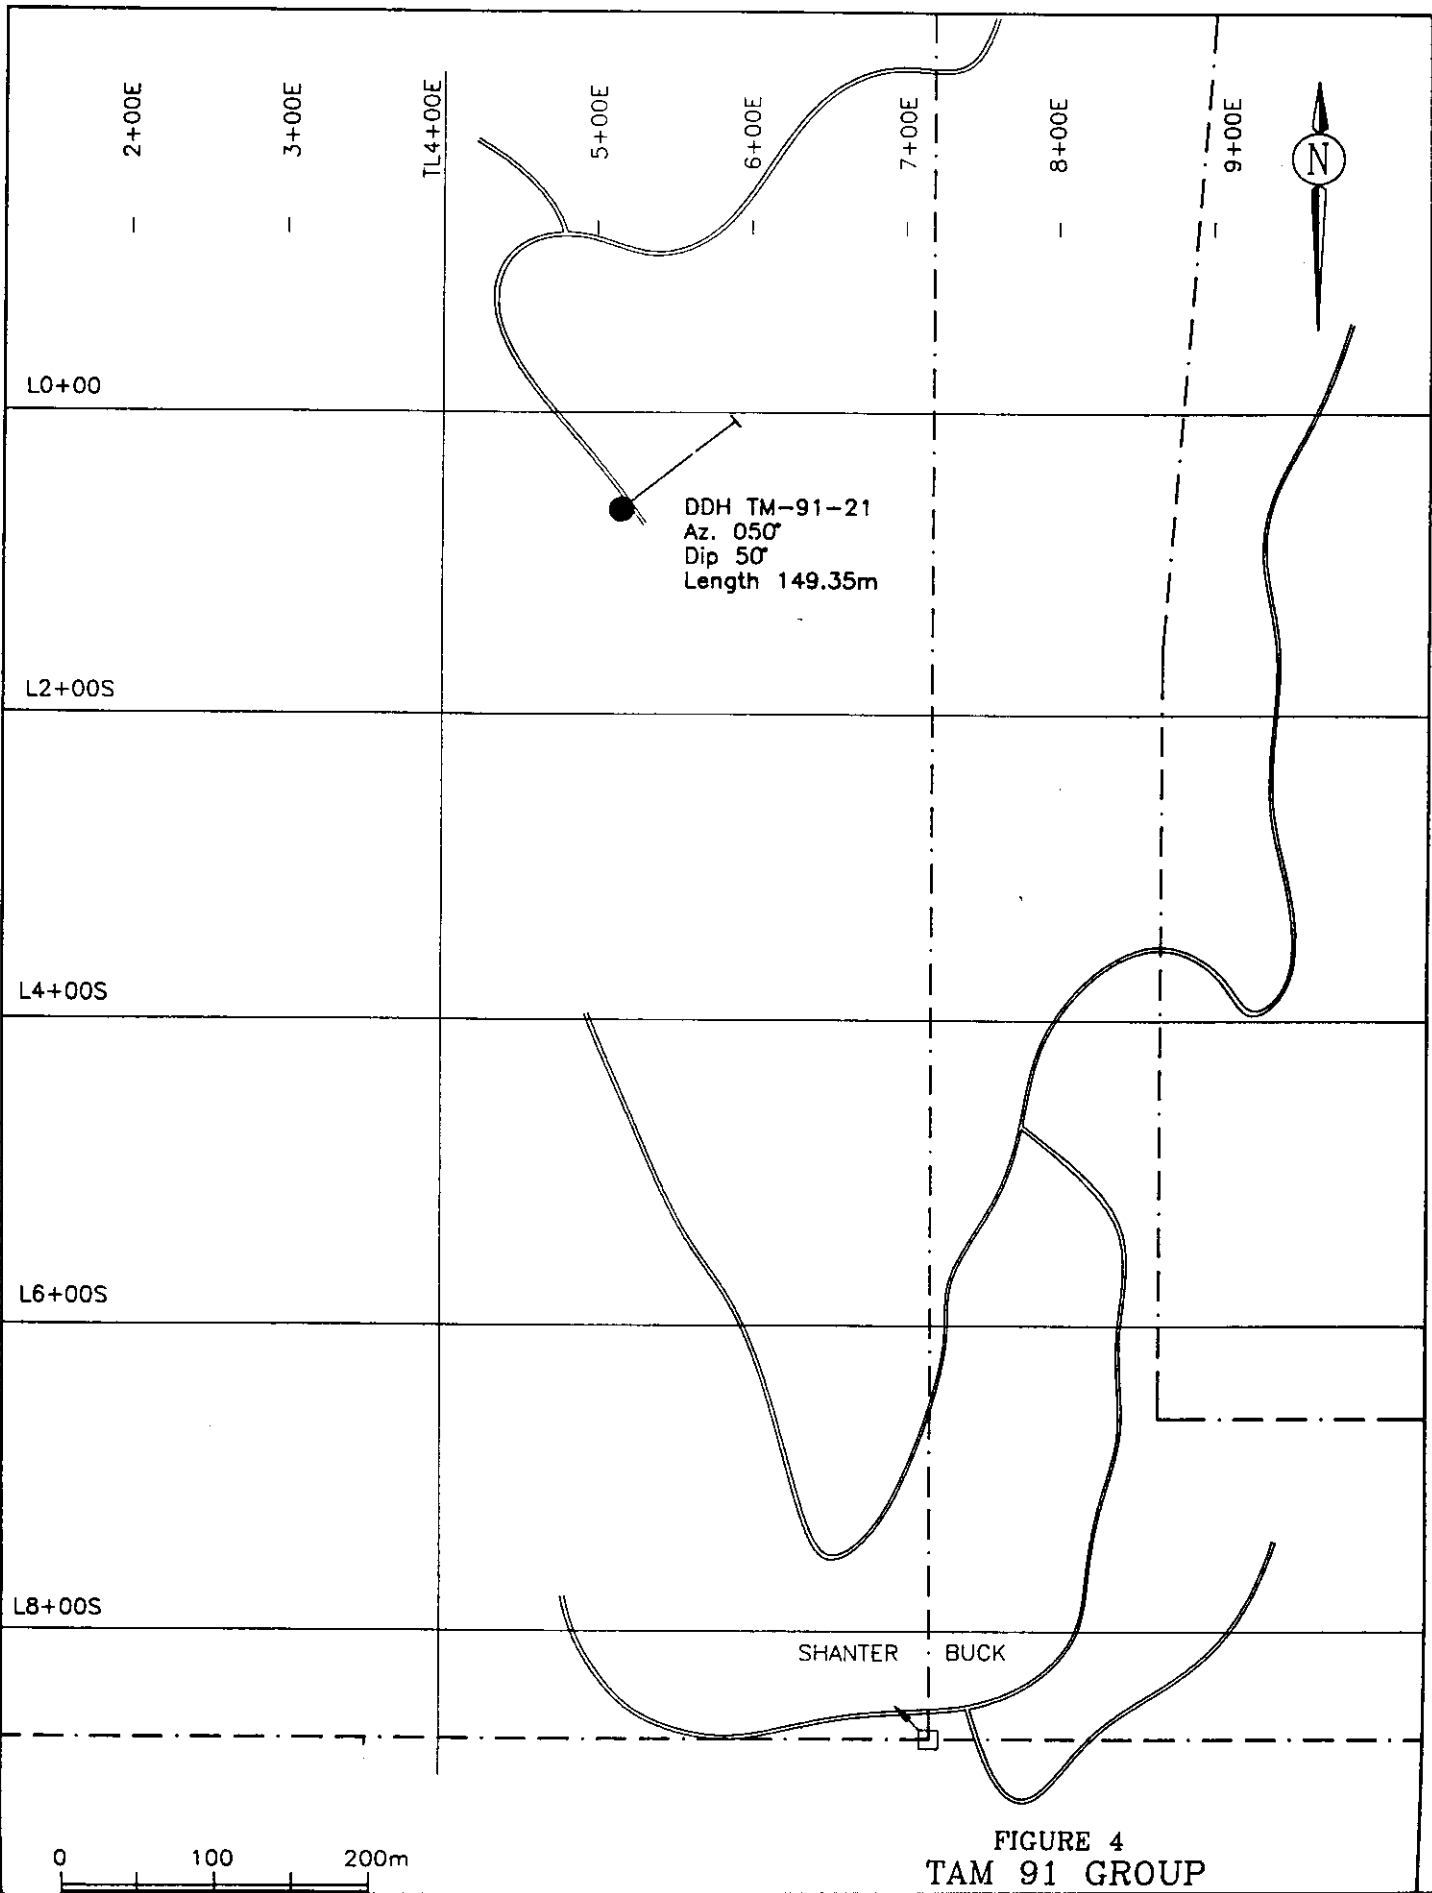 2+00E
3+00E
TL4+00E
5+00E
6+00E
7+00E
8+00E
9+00E
N
L0+00
DDH TM-91-21
Az. 050°
Dip 50°
Length 149.35m
L2+00S
L4+00S
L6+00S
L8+00S
SHANTER BUCK
0 100 200m
FIGURE 4
TAM 91 GROUP